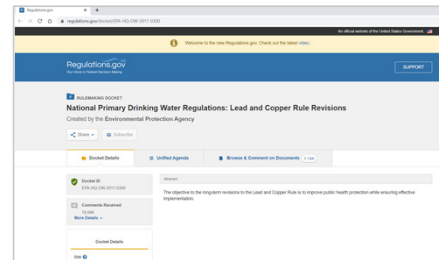 Regulations.gov
regulations.gov/docket/EPA-HQ-OW-2017-0300
An official website of the United States Government.
Welcome to the new Regulations.gov. Check out the latest video.
Regulations.gov
Your Voice in Federal Decision Making
SUPPORT
RULEMAKING DOCKET
National Primary Drinking Water Regulations: Lead and Copper Rule Revisions
Created by the Environmental Protection Agency
Share
Subscribe
Docket Details
Unified Agenda
Browse & Comment on Documents
Docket ID
EPA-HQ-OW-2017-0300
Abstract
The objective to the long-term revisions to the Lead and Copper Rule is to improve public health protection while ensuring effective
implementation.
Comments Received
More Details
Docket Details